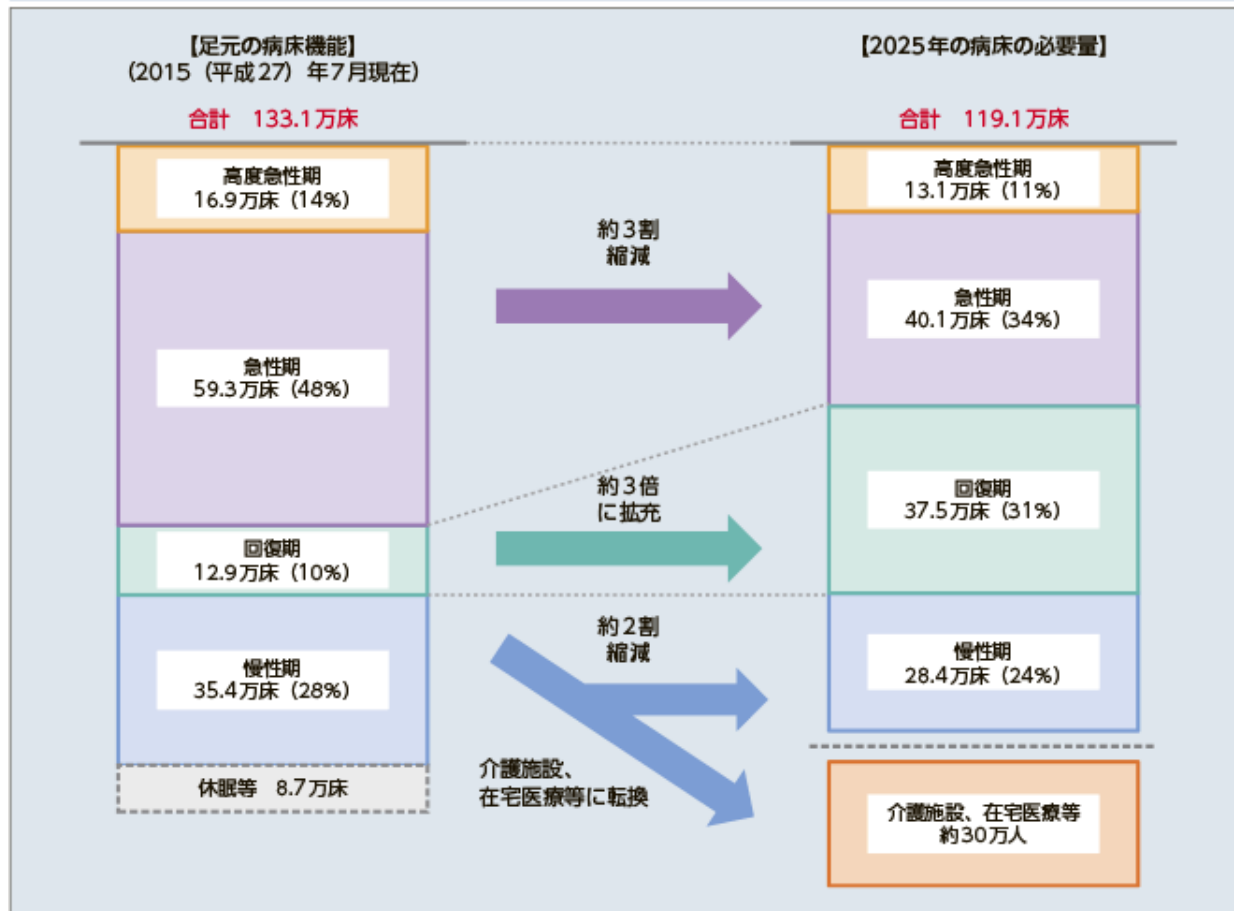 【足元の病床機能】
（2015（平成27）年7月現在）
合計　133.1万床
高度急性期
16.9万床（14%）
急性期
59.3万床（48%）
回復期
12.9万床（10%）
慢性期
35.4万床（28%）
休眠等　8.7万床
約3割
縮減
約3倍
に拡充
約2割
縮減
介護施設、
在宅医療等に転換
【2025年の病床の必要量】
合計　119.1万床
高度急性期
13.1万床（11%）
急性期
40.1万床（34%）
回復期
37.5万床（31%）
慢性期
28.4万床（24%）
介護施設、在宅医療等
約30万人